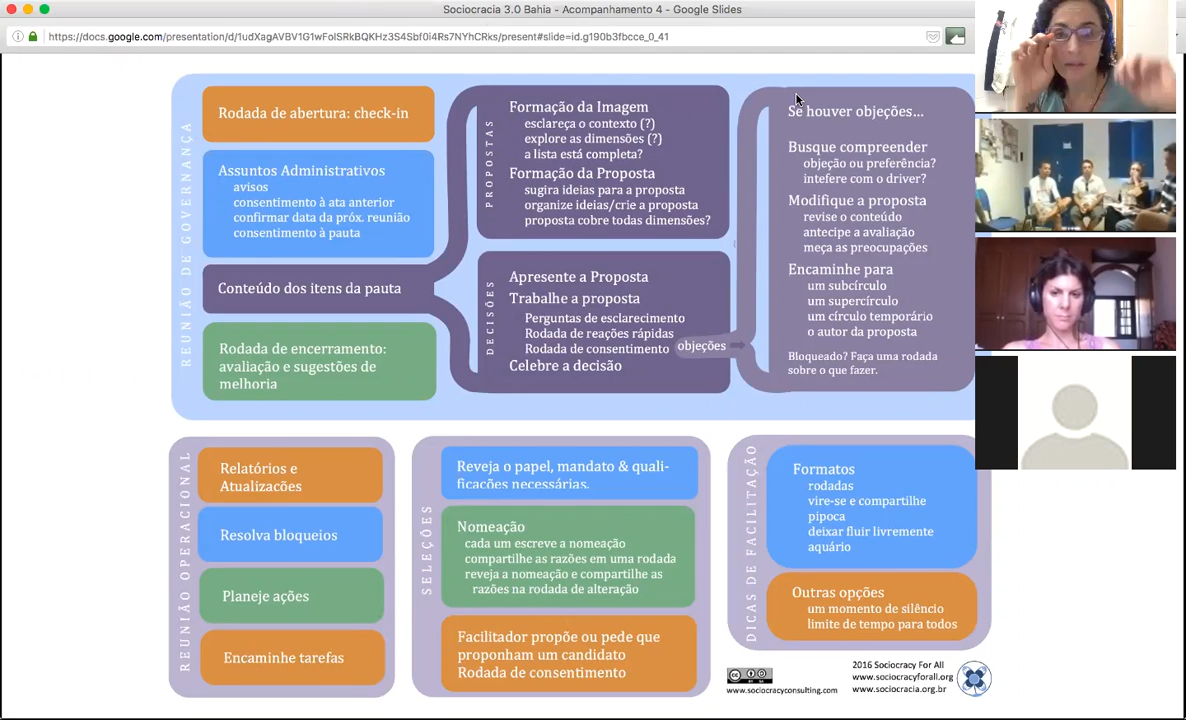 Sociocracia 3.0 Bahia - Acompanhamento 4 - Google Slides
https://docs.google.com/presentation/d/1udXagAVBV1G1wFoISRkBQKHz3S4Sbf0i4Rs7NYhCRks/present#slide=id.g190b3fbcce_0_41
REUNIÃO DE GOVERNANÇA
Rodada de abertura: check-in
Assuntos Administrativos
avisos
consentimento à ata anterior
confirmar data da próx. reunião
consentimento à pauta
Conteúdo dos itens da pauta
Rodada de encerramento:
avaliação e sugestões de
melhoria
PROPOSTAS
Formação da Imagem
esclareça o contexto (?)
explore as dimensões (?)
a lista está completa?
Formação da Proposta
sugira ideias para a proposta
organize ideias/crie a proposta
proposta cobre todas dimensões?
DECISÕES
Apresente a Proposta
Trabalhe a proposta
Perguntas de esclarecimento
Rodada de reações rápidas
Rodada de consentimento
objeções
Celebre a decisão
Se houver objeções...
Busque compreender
objeção ou preferência?
intefere com o driver?
Modifique a proposta
revise o conteúdo
antecipe a avaliação
meça as preocupações
Encaminhe para
um subcírculo
um supercírculo
um círculo temporário
o autor da proposta
Bloqueado? Faça uma rodada
sobre o que fazer.
REUNIÃO OPERACIONAL
Relatórios e
Atualizacões
Resolva bloqueios
Planeje ações
Encaminhe tarefas
SELEÇÕES
Reveja o papel, mandato & quali-
ficações necessárias.
Nomeação
cada um escreve a nomeação
compartilhe as razões em uma rodada
reveja a nomeação e compartilhe as
razões na rodada de alteração
Facilitador propõe ou pede que
proponham um candidato
Rodada de consentimento
DICAS DE FACILITAÇÃO
Formatos
rodadas
vire-se e compartilhe
pipoca
deixar fluir livremente
aquário
Outras opções
um momento de silêncio
limite de tempo para todos
www.sociocracyconsulting.com
2016 Sociocracy For All
www.sociocracyforall.org
www.sociocracia.org.br